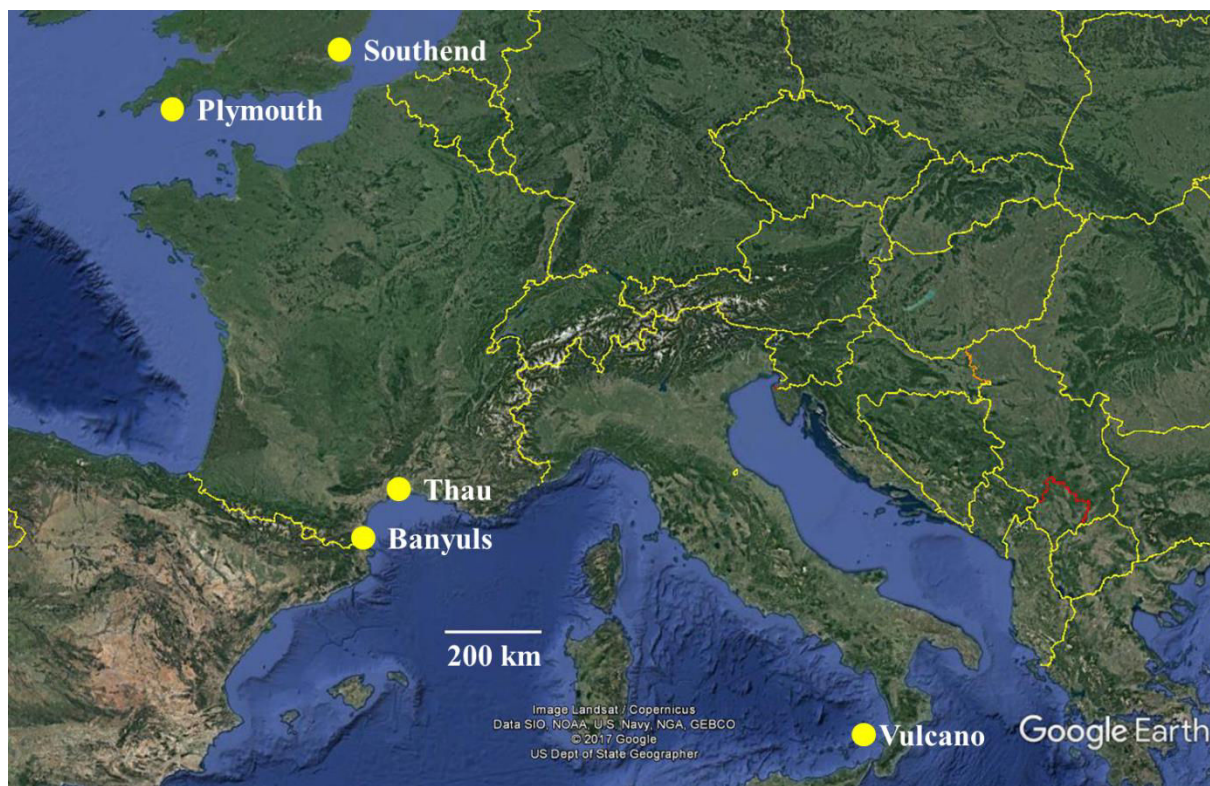 Southend
Plymouth
Thau
Banyuls
200 km
Image Landsat / Copernicus
Data SIO, NOAA, U.S. Navy, NGA, GEBCO
© 2017 Google
US Dept of State Geographer
Vulcano
Google Earth